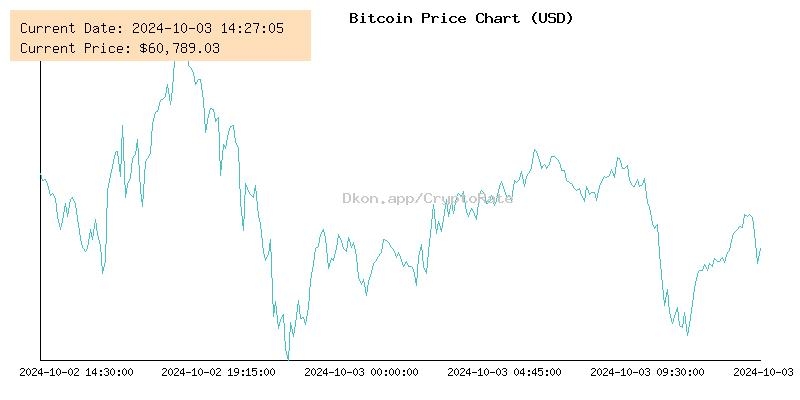 Bitcoin Price Chart (USD)
Current Date: 2024-10-03 14:27:05
Current Price: $60,789.03
Dkon.app/CryptoRate
2024-10-02 14:30:00 2024-10-02 19:15:00 2024-10-03 00:00:00 2024-10-03 04:45:00 2024-10-03 09:30:00 2024-10-03